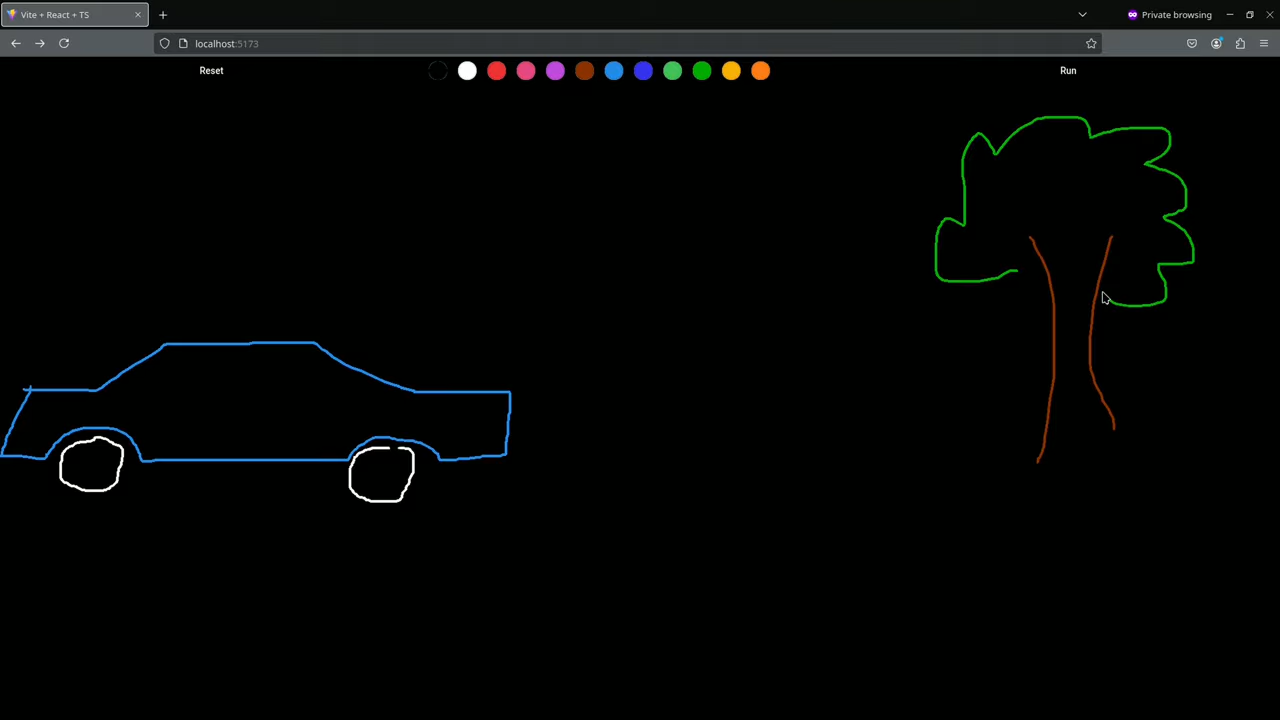 Vite + React + TS
Private browsing
localhost:5173
Reset
Run